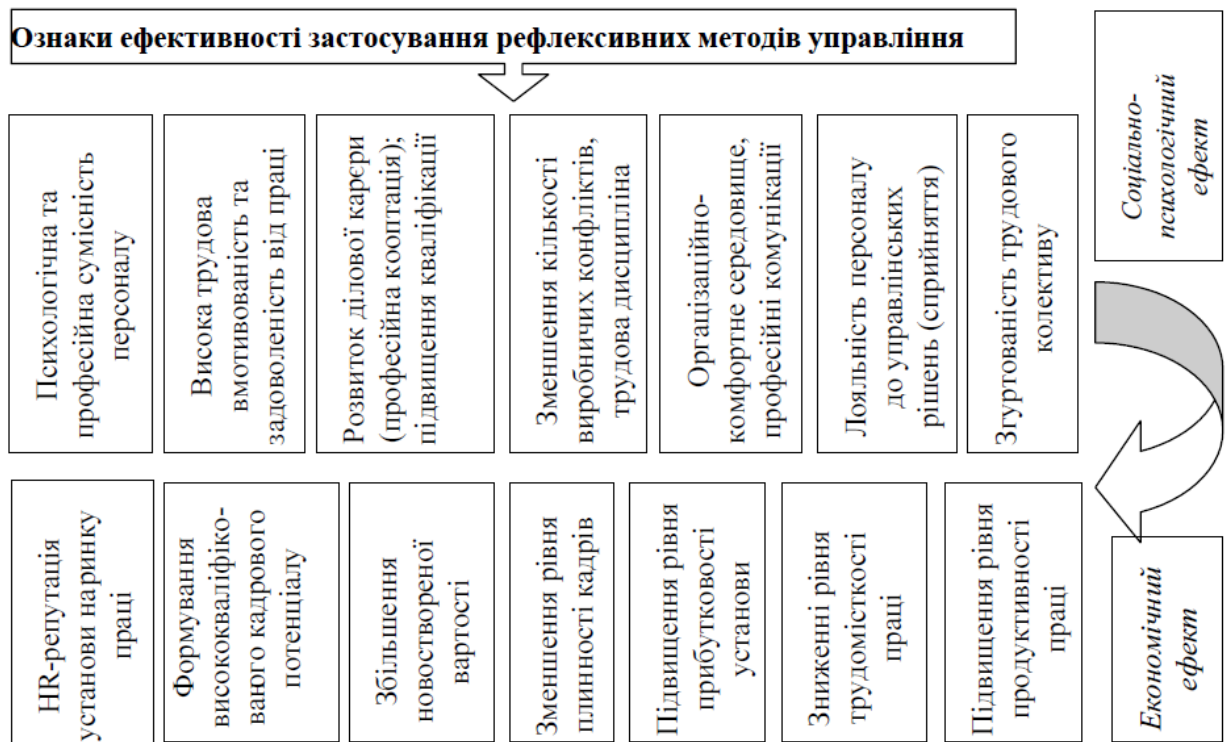 Ознаки ефективності застосування рефлексивних методів управління
Психологічна та
професійна сумісність
персоналу
Висока трудова
вмотивованість та
задоволеність від праці
Розвиток ділової карєри
(професійна кооптація);
підвищення кваліфікації
Зменшення кількості
виробничих конфліктів,
трудова дисципліна
Оргацізаційно-
комфортне середовище,
професійні комунікації
Лояльність персоналу
до управлінських
рішень (сприйняття)
Згуртованість трудового
колективу
Соціально-
психологічний
ефект
HR-репутація
установи наринку
праці
Формування
висококваліфіко-
ваного кадрового
потенціалу
Збільшення
новоствореної
вартості
Зменшення рівня
плинності кадрів
Підвищення рівня
прибутковості
установи
Зниженні рівня
трудомісткості
праці
Підвищення рівня
продуктивності
праці
Економічний
ефект